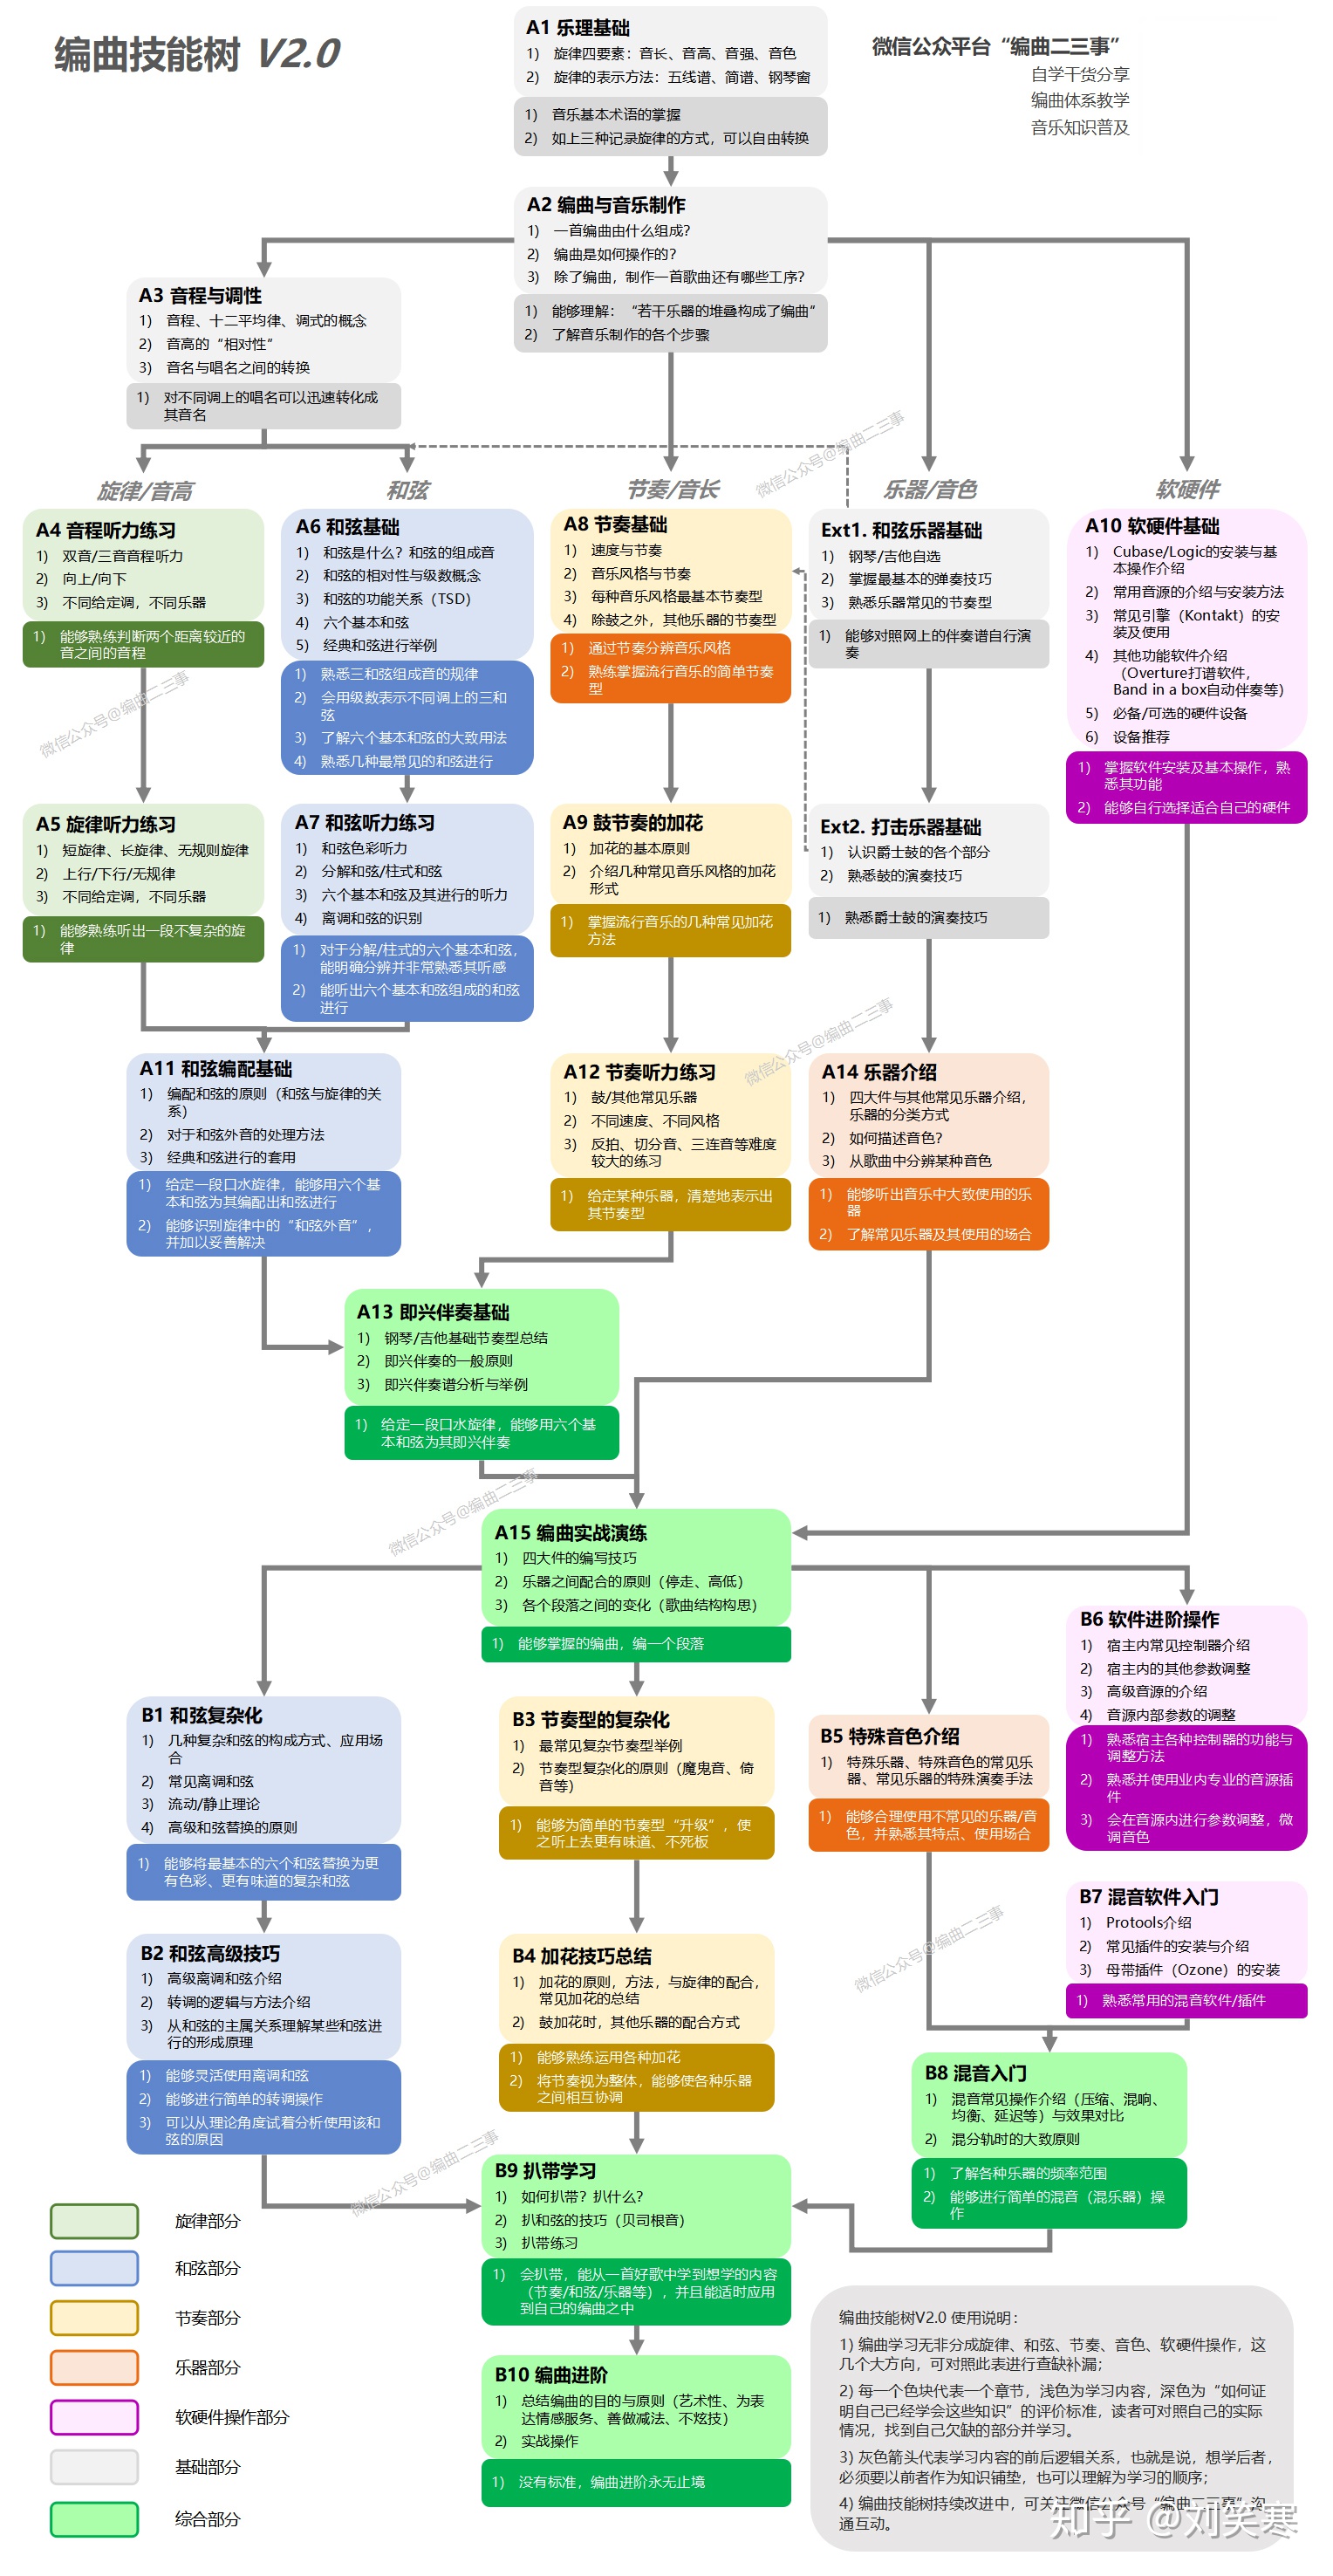 编曲技能树 V2.0
微信公众平台“编曲二三事”
自学干货分享
编曲体系教学
音乐知识普及
A1 乐理基础
1) 旋律四要素：音长、音高、音强、音色
2) 旋律的表示方法：五线谱、简谱、钢琴窗
1) 音乐基本术语的掌握
2) 如上三种记录旋律的方式，可以自由转换
A2 编曲与音乐制作
1) 一首编曲由什么组成？
2) 编曲是如何操作的？
3) 除了编曲，制作一首歌曲还有哪些工序？
1) 能够理解：“若干乐器的堆叠构成了编曲”
2) 了解音乐制作的各个步骤
A3 音程与调性
1) 音程、十二平均律、调式的概念
2) 音高的“相对性”
3) 音名与唱名之间的转换
1) 对不同调上的唱名可以迅速转化成
其音名
微信公众号@编曲二三事
旋律/音高
和弦
节奏/音长
乐器/音色
软硬件
A4 音程听力练习
1) 双音/三音音程听力
2) 向上/向下
3) 不同给定调，不同乐器
1) 能够熟练判断两个距离较近的
音之间的音程
微信公众号@编曲二三事
A6 和弦基础
1) 和弦是什么？和弦的组成音
2) 和弦的相对性与级数概念
3) 和弦的功能关系（TSD）
4) 六个基本和弦
5) 经典和弦进行举例
1) 熟悉三和弦组成音的规律
2) 会用级数表示不同调上的三和
弦
3) 了解六个基本和弦的大致用法
4) 熟悉几种最常见的和弦进行
A8 节奏基础
1) 速度与节奏
2) 音乐风格与节奏
3) 每种音乐风格最基本节奏型
4) 除鼓之外，其他乐器的节奏型
1) 通过节奏分辨音乐风格
2) 熟练掌握流行音乐的简单节奏
型
Ext1. 和弦乐器基础
1) 钢琴/吉他自选
2) 掌握最基本的弹奏技巧
3) 熟悉乐器常见的节奏型
1) 能够对照网上的伴奏谱自行演
奏
A10 软硬件基础
1) Cubase/Logic的安装与基
本操作介绍
2) 常用音源的介绍与安装方法
3) 常见引擎（Kontakt）的安
装及使用
4) 其他功能软件介绍
（Overture打谱软件，
Band in a box自动伴奏等）
5) 必备/可选的硬件设备
6) 设备推荐
1) 掌握软件安装及基本操作，熟
悉其功能
2) 能够自行选择适合自己的硬件
A5 旋律听力练习
1) 短旋律、长旋律、无规则旋律
2) 上行/下行/无规律
3) 不同给定调，不同乐器
1) 能够熟练听出一段不复杂的旋
律
A7 和弦听力练习
1) 和弦色彩听力
2) 分解和弦/柱式和弦
3) 六个基本和弦及其进行的听力
4) 离调和弦的识别
1) 对于分解/柱式的六个基本和弦，
能明确分辨并非常熟悉其听感
2) 能听出六个基本和弦组成的和弦
进行
A9 鼓节奏的加花
1) 加花的基本原则
2) 介绍几种常见音乐风格的加花
形式
1) 掌握流行音乐的几种常见加花
方法
Ext2. 打击乐器基础
1) 认识爵士鼓的各个部分
2) 熟悉鼓的演奏技巧
1) 熟悉爵士鼓的演奏技巧
微信公众号@编曲二三事
A11 和弦编配基础
1) 编配和弦的原则（和弦与旋律的关
系）
2) 对于和弦外音的处理方法
3) 经典和弦进行的套用
1) 给定一段口水旋律，能够用六个基
本和弦为其编配出和弦进行
2) 能够识别旋律中的“和弦外音”，
并加以妥善解决
A12 节奏听力练习
1) 鼓/其他常见乐器
2) 不同速度、不同风格
3) 反拍、切分音、三连音等难度
较大的练习
1) 给定某种乐器，清楚地表示出
其节奏型
A14 乐器介绍
1) 四大件与其他常见乐器介绍，
乐器的分类方式
2) 如何描述音色？
3) 从歌曲中分辨某种音色
1) 能够听出音乐中大致使用的乐
器
2) 了解常见乐器及其使用的场合
A13 即兴伴奏基础
1) 钢琴/吉他基础节奏型总结
2) 即兴伴奏的一般原则
3) 即兴伴奏谱分析与举例
1) 给定一段口水旋律，能够用六个基
本和弦为其即兴伴奏
微信公众号@编曲二三事
A15 编曲实战演练
1) 四大件的编写技巧
2) 乐器之间配合的原则（停走、高低）
3) 各个段落之间的变化（歌曲结构构思）
1) 能够掌握的编曲，编一个段落
B1 和弦复杂化
1) 几种复杂和弦的构成方式、应用场
合
2) 常见离调和弦
3) 流动/静止理论
4) 高级和弦替换的原则
1) 能够将最基本的六个和弦替换为更
有色彩、更有味道的复杂和弦
B3 节奏型的复杂化
1) 最常见复杂节奏型举例
2) 节奏型复杂化的原则（魔鬼音、倚
音等）
1) 能够为简单的节奏型“升级”，使
之听上去更有味道、不死板
B5 特殊音色介绍
1) 特殊乐器、特殊音色的常见乐
器、常见乐器的特殊演奏手法
1) 能够合理使用不常见的乐器/音
色，并熟悉其特点、使用场合
B6 软件进阶操作
1) 宿主内常见控制器介绍
2) 宿主内的其他参数调整
3) 高级音源的介绍
4) 音源内部参数的调整
1) 熟悉宿主各种控制器的功能与
调整方法
2) 熟悉并使用业内专业的音源插
件
3) 会在音源内进行参数调整，微
调音色
B7 混音软件入门
1) Protools介绍
2) 常见插件的安装与介绍
3) 母带插件（Ozone）的安装
1) 熟悉常用的混音软件/插件
微信公众号@编曲二三事
B2 和弦高级技巧
1) 高级离调和弦介绍
2) 转调的逻辑与方法介绍
3) 从和弦的主属关系理解某些和弦进
行的形成原理
1) 能够灵活使用离调和弦
2) 能够进行简单的转调操作
3) 可以从理论角度试着分析使用该和
弦的原因
B4 加花技巧总结
1) 加花的原则，方法，与旋律的配合，
常见加花的总结
2) 鼓加花时，其他乐器的配合方式
1) 能够熟练运用各种加花
2) 将节奏视为整体，能够使各种乐器
之间相互协调
B8 混音入门
1) 混音常见操作介绍（压缩、混响、
均衡、延迟等）与效果对比
2) 混分轨时的大致原则
1) 了解各种乐器的频率范围
2) 能够进行简单的混音（混乐器）操
作
微信公众号@编曲二三事
B9 扒带学习
1) 如何扒带？扒什么？
2) 扒和弦的技巧（贝司根音）
3) 扒带练习
1) 会扒带，能从一首好歌中学到想学的内容
（节奏/和弦/乐器等），并且能适时应用
到自己的编曲之中
B10 编曲进阶
1) 总结编曲的目的与原则（艺术性、为表
达情感服务、善做减法、不炫技）
2) 实战操作
1) 没有标准，编曲进阶永无止境
旋律部分
和弦部分
节奏部分
乐器部分
软硬件操作部分
基础部分
综合部分
编曲技能树V2.0 使用说明：
1) 编曲学习无非分成旋律、和弦、节奏、音色、软硬件操作，这
几个大方向，可对照此表进行查缺补漏；
2) 每一个色块代表一个章节，浅色为学习内容，深色为“如何证
明自己已经学会这些知识”的评价标准，读者可对照自己的实际
情况，找到自己欠缺的部分并学习。
3) 灰色箭头代表学习内容的前后逻辑关系，也就是说，想学后者，
必须要以前者作为知识铺垫，也可以理解为学习的顺序；
4) 编曲技能树持续改进中，可关注微信公众号“编曲二三事”沟
通互动。
知乎 @刘笑寒